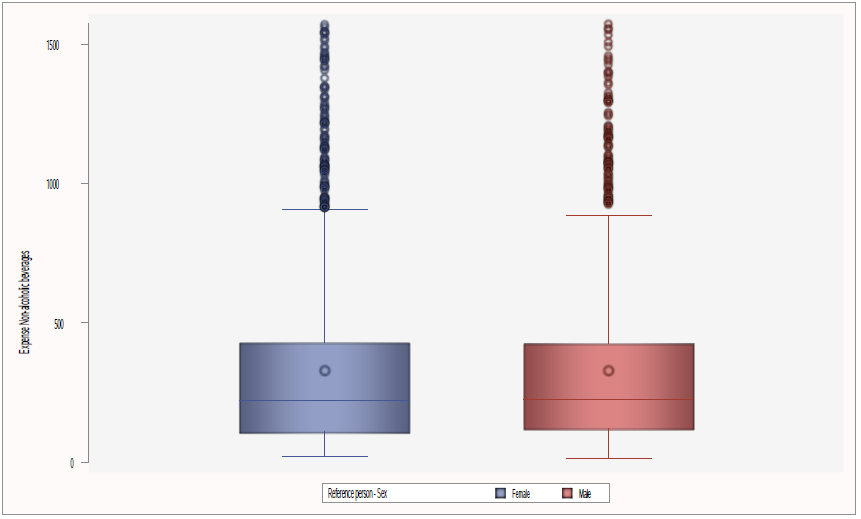 1500
1000
500
0
Expense Non-alcoholic beverages
Reference person - Sex Female Male